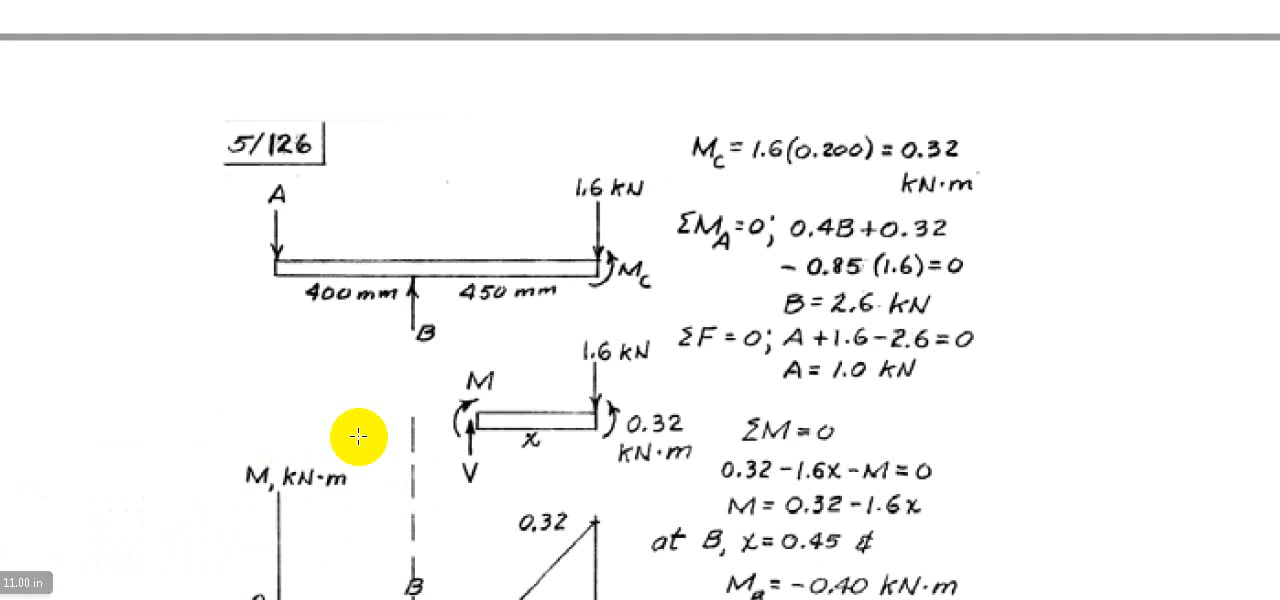 5/126
A
1.6 kN
400 mm
450 mm
M_C
B
M_C = 1.6(0.200) = 0.32
kN·m
ΣM_A = 0; 0.4B + 0.32
- 0.85 (1.6) = 0
B = 2.6 kN
ΣF = 0; A + 1.6 - 2.6 = 0
A = 1.0 kN
M
1.6 kN
x
0.32
kN·m
V
ΣM = 0
0.32 - 1.6x - M = 0
M = 0.32 - 1.6x
at B, x = 0.45 &
M_B = -0.40 kN·m
M, kN·m
0.32
B
11.00 in